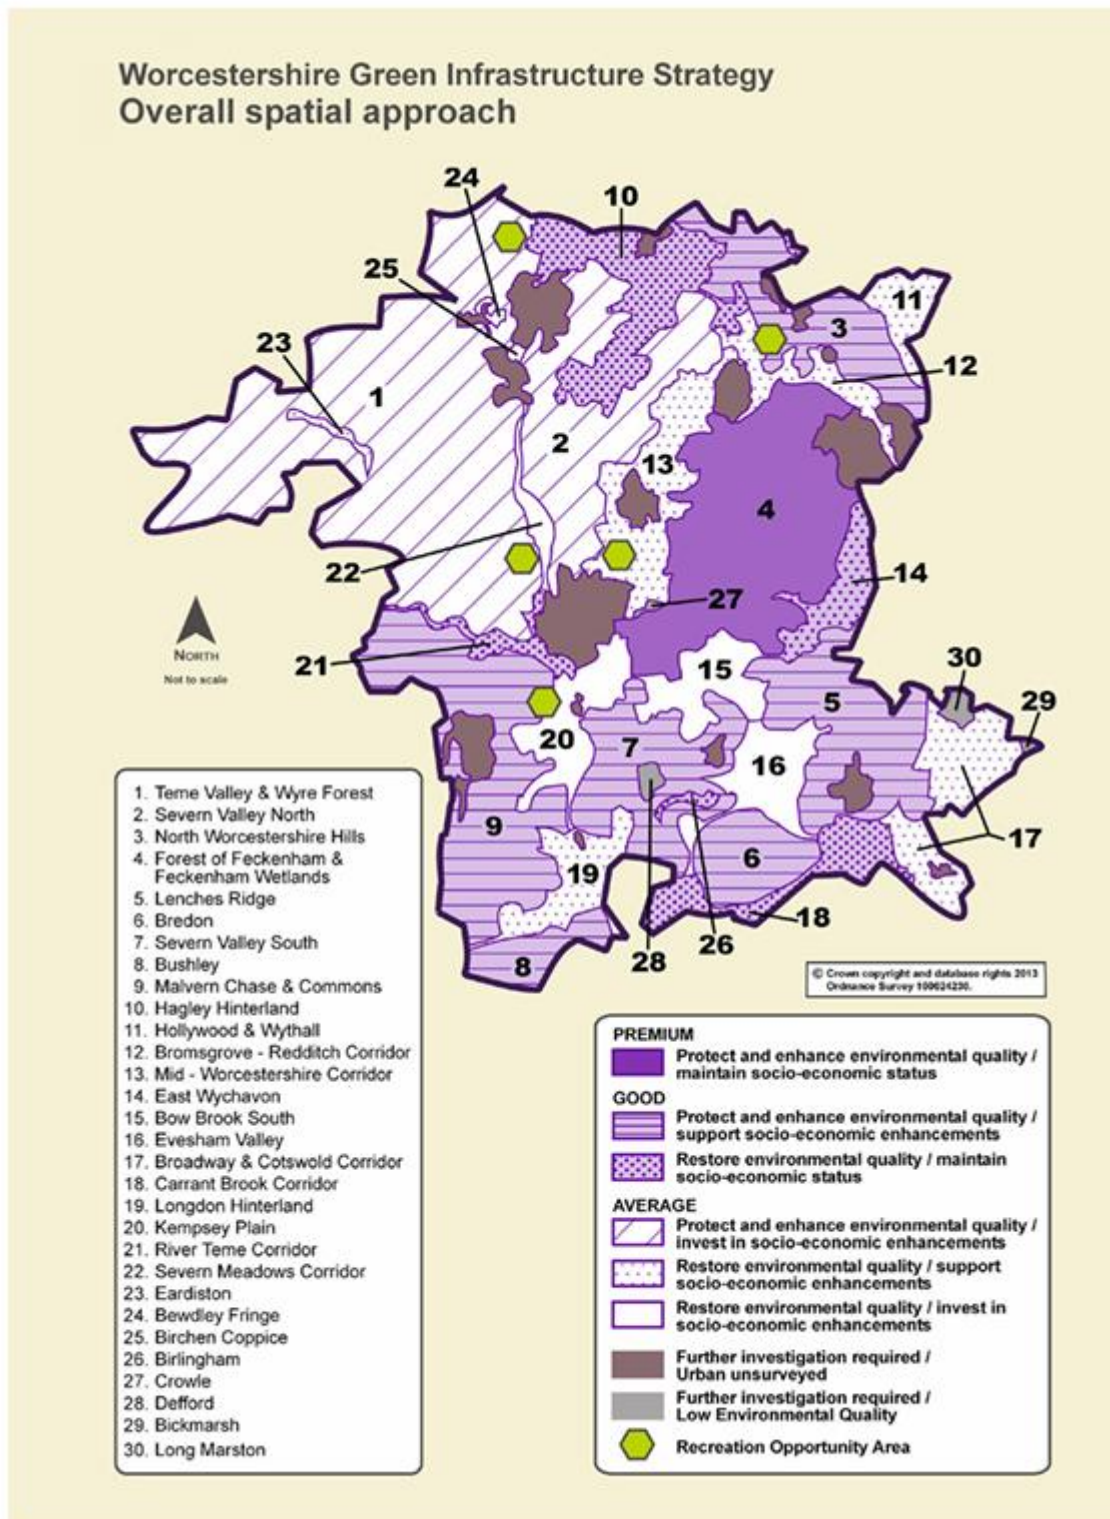 Worcestershire Green Infrastructure Strategy
Overall spatial approach
24
10
25
11
3
23
12
1
2
13
4
22
14
27
NORTH
Not to scale
21
15
30
5
29
20
7
16
9
17
6
19
18
26
28
8
© Crown copyright and database rights 2013
Ordnance Survey 100024230.
1. Teme Valley & Wyre Forest
2. Severn Valley North
3. North Worcestershire Hills
4. Forest of Feckenham &
Feckenham Wetlands
5. Lenches Ridge
6. Bredon
7. Severn Valley South
8. Bushley
9. Malvern Chase & Commons
10. Hagley Hinterland
11. Hollywood & Wythall
12. Bromsgrove - Redditch Corridor
13. Mid - Worcestershire Corridor
14. East Wychavon
15. Bow Brook South
16. Evesham Valley
17. Broadway & Cotswold Corridor
18. Carrant Brook Corridor
19. Longdon Hinterland
20. Kempsey Plain
21. River Teme Corridor
22. Severn Meadows Corridor
23. Eardiston
24. Bewdley Fringe
25. Birchen Coppice
26. Birlingham
27. Crowle
28. Defford
29. Bickmarsh
30. Long Marston
PREMIUM
Protect and enhance environmental quality /
maintain socio-economic status
GOOD
Protect and enhance environmental quality /
support socio-economic enhancements
Restore environmental quality / maintain
socio-economic status
AVERAGE
Protect and enhance environmental quality /
invest in socio-economic enhancements
Restore environmental quality / support
socio-economic enhancements
Restore environmental quality / invest in
socio-economic enhancements
Further investigation required /
Urban unsurveyed
Further investigation required /
Low Environmental Quality
Recreation Opportunity Area